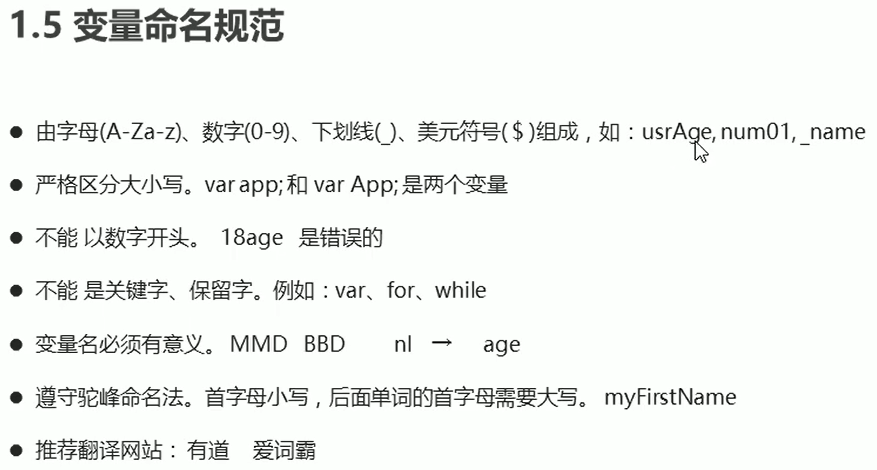 1.5 变量命名规范
● 由字母(A-Za-z)、数字(0-9)、下划线(_)、美元符号( $ )组成，如：usrAge, num01, _name
● 严格区分大小写。var app; 和 var App; 是两个变量
● 不能 以数字开头。 18age 是错误的
● 不能 是关键字、保留字。例如：var、for、while
● 变量名必须有意义。 MMD BBD nl → age
● 遵守驼峰命名法。首字母小写，后面单词的首字母需要大写。 myFirstName
● 推荐翻译网站： 有道 爱词霸